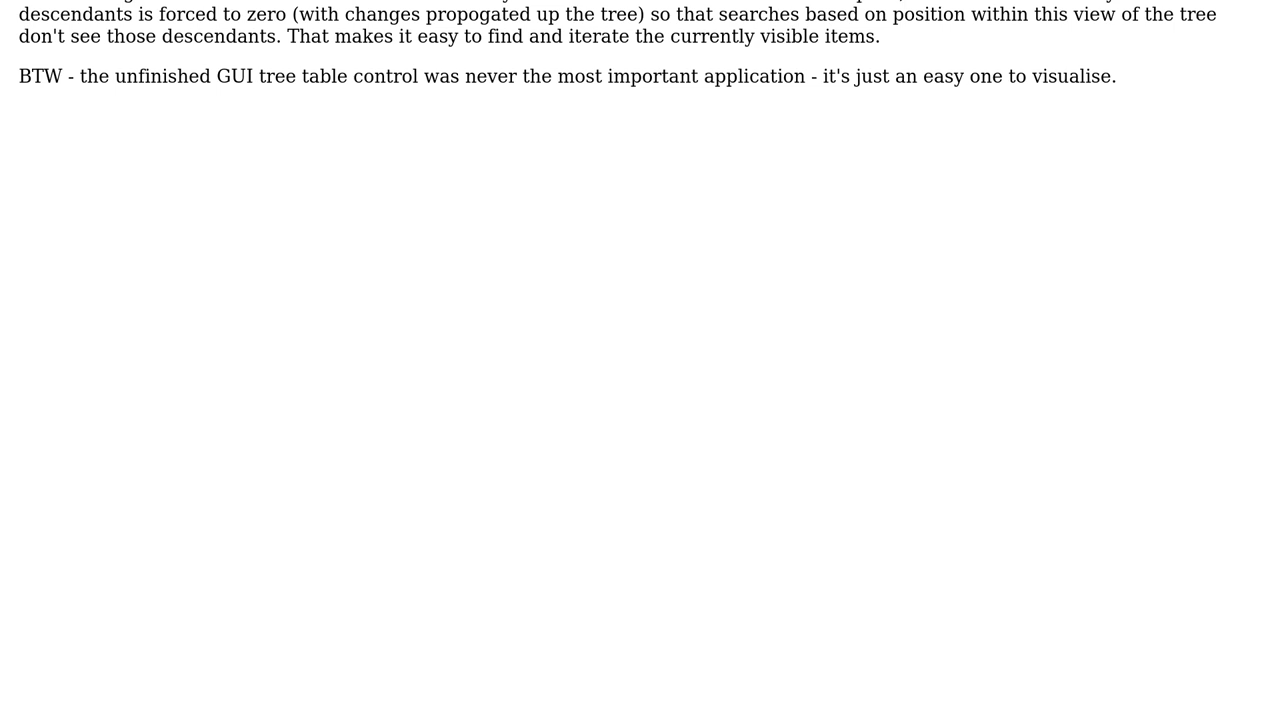 descendants is forced to zero (with changes propogated up the tree) so that searches based on position within this view of the tree
don't see those descendants. That makes it easy to find and iterate the currently visible items.
BTW - the unfinished GUI tree table control was never the most important application - it's just an easy one to visualise.